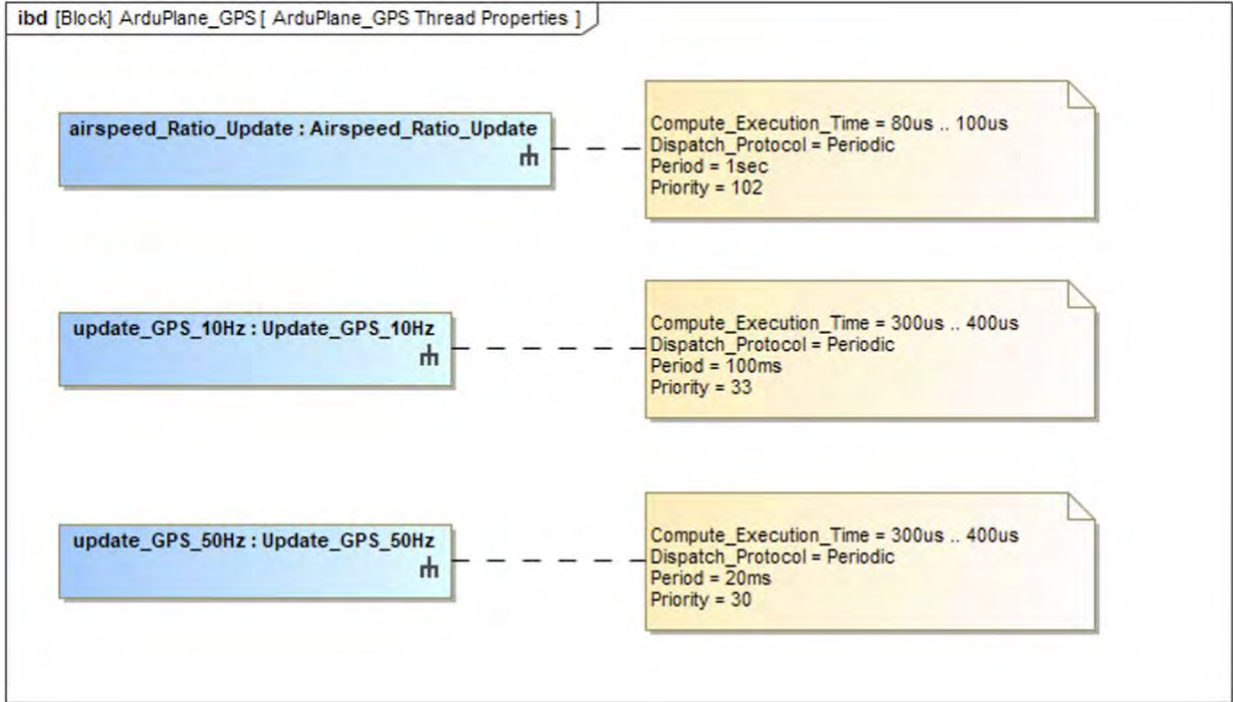 ibd [Block] ArduPlane_GPS [ ArduPlane_GPS Thread Properties ]
airspeed_Ratio_Update : Airspeed_Ratio_Update
Compute_Execution_Time = 80us .. 100us
Dispatch_Protocol = Periodic
Period = 1sec
Priority = 102
update_GPS_10Hz : Update_GPS_10Hz
Compute_Execution_Time = 300us .. 400us
Dispatch_Protocol = Periodic
Period = 100ms
Priority = 33
update_GPS_50Hz : Update_GPS_50Hz
Compute_Execution_Time = 300us .. 400us
Dispatch_Protocol = Periodic
Period = 20ms
Priority = 30